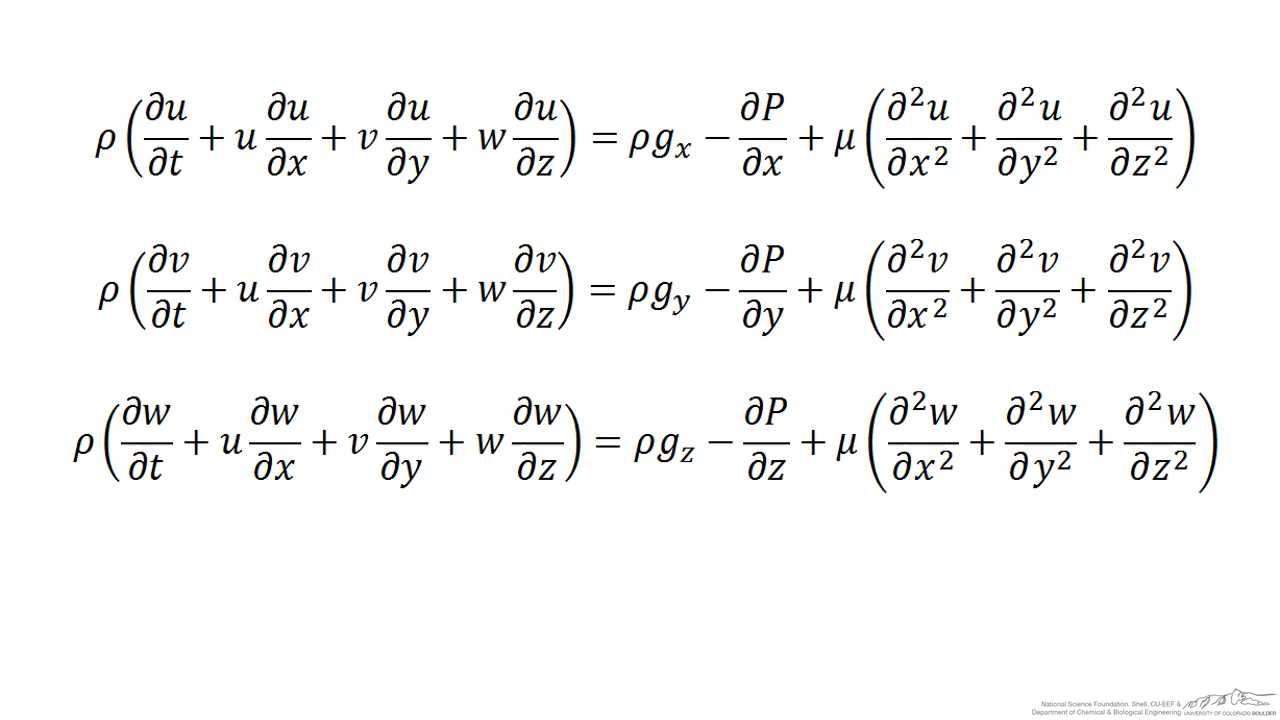 ρ(∂u/∂t + u ∂u/∂x + v ∂u/∂y + w ∂u/∂z) = ρgₓ − ∂P/∂x + μ(∂²u/∂x² + ∂²u/∂y² + ∂²u/∂z²)
ρ(∂v/∂t + u ∂v/∂x + v ∂v/∂y + w ∂v/∂z) = ρg_y − ∂P/∂y + μ(∂²v/∂x² + ∂²v/∂y² + ∂²v/∂z²)
ρ(∂w/∂t + u ∂w/∂x + v ∂w/∂y + w ∂w/∂z) = ρg_z − ∂P/∂z + μ(∂²w/∂x² + ∂²w/∂y² + ∂²w/∂z²)
National Science Foundation, Shell, CU-EEF &
Department of Chemical & Biological Engineering UNIVERSITY OF COLORADO BOULDER